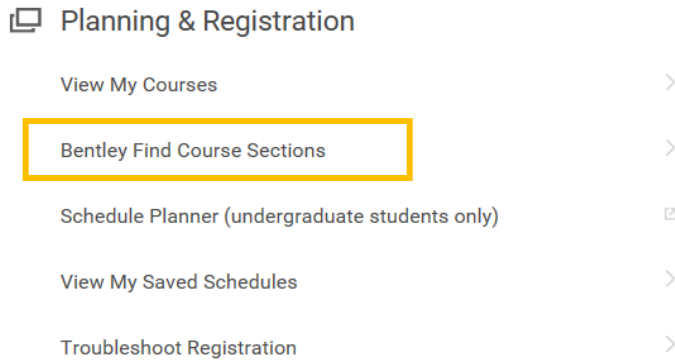 Planning & Registration
View My Courses
Bentley Find Course Sections
Schedule Planner (undergraduate students only)
View My Saved Schedules
Troubleshoot Registration